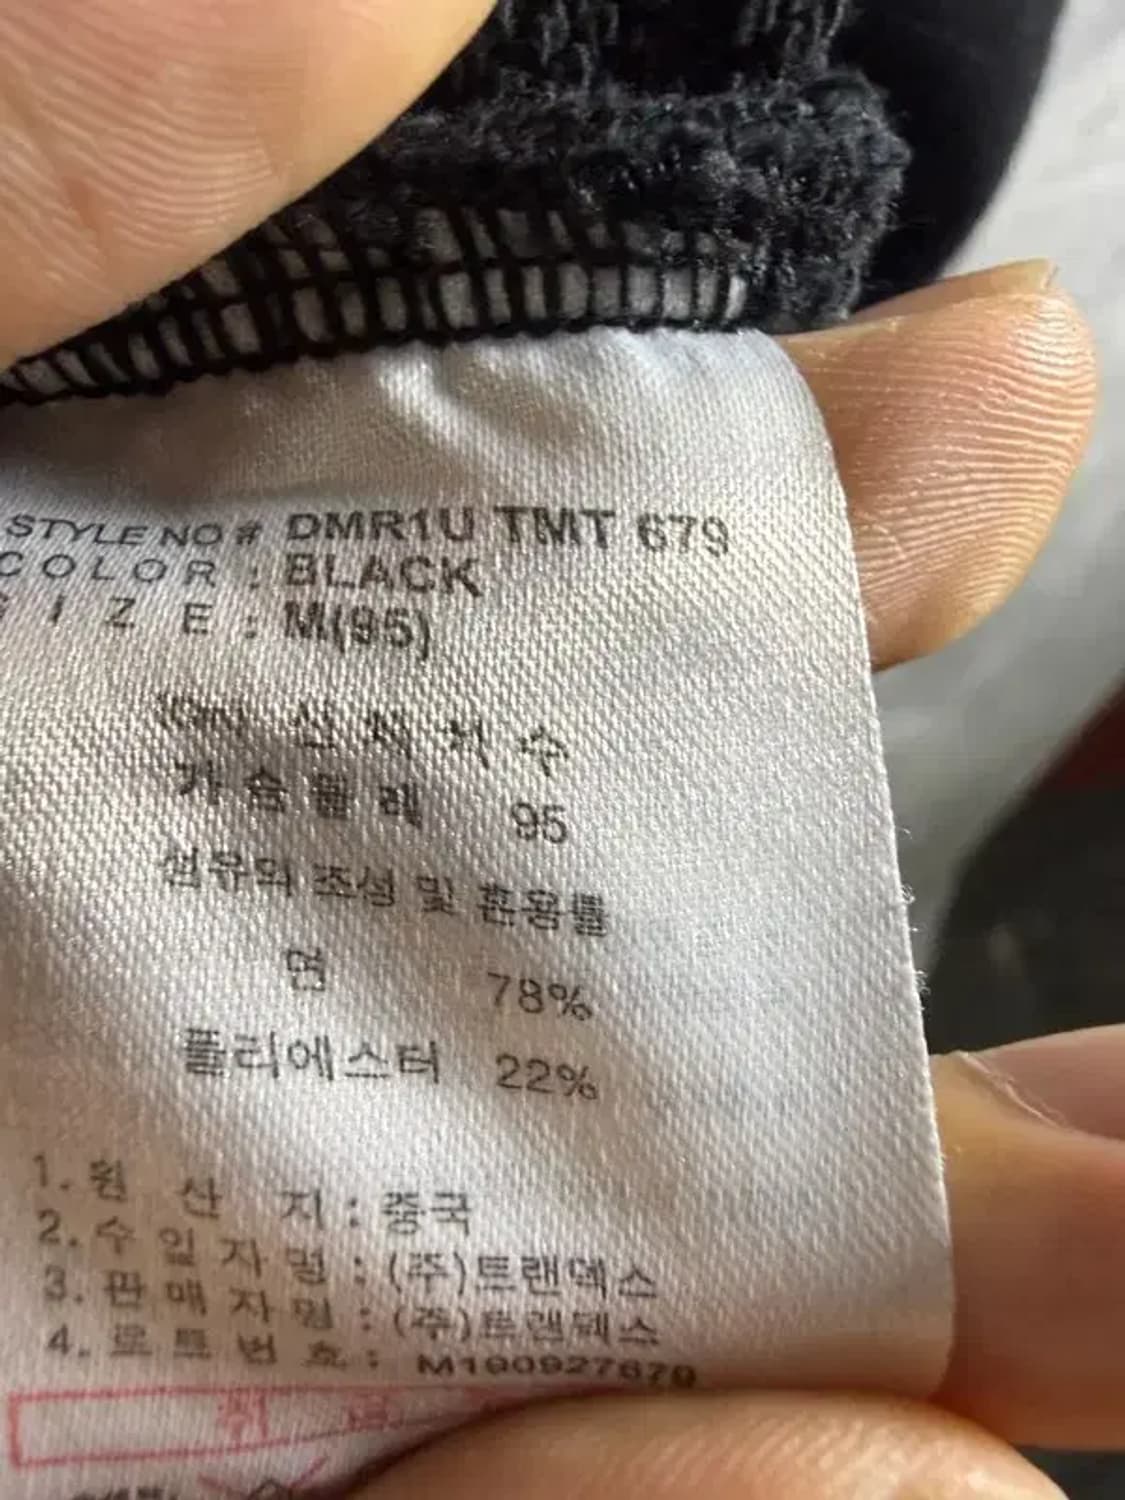 STYLE NO # DMR1U TMT 679
COLOR : BLACK
SIZE : M(95)
신체치수
가슴둘레 95
섬유의 조성 및 혼용률
면 78%
폴리에스터 22%
1. 원 산 지 : 중국
2. 수 입 자 명 : (주)트랜덱스
3. 판 매 자 명 : (주)트랜덱스
4. 로 트 번 호 : M190927679
취